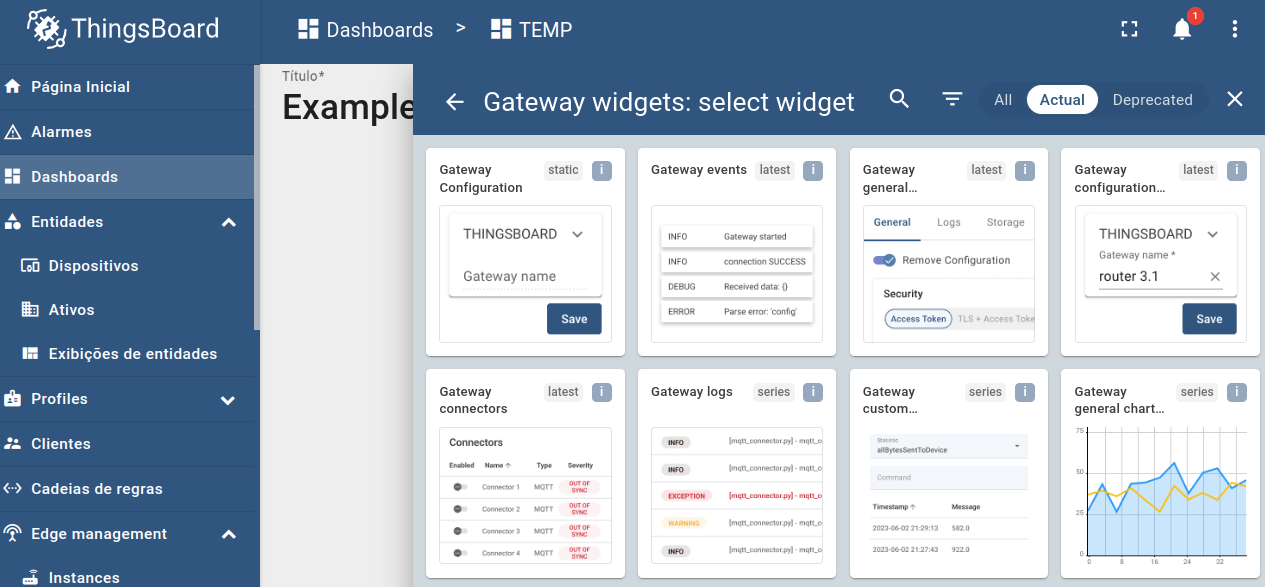 ThingsBoard
Dashboards > TEMP
1
Página Inicial
Alarmes
Dashboards
Entidades
Dispositivos
Ativos
Exibições de entidades
Profiles
Clientes
Cadeias de regras
Edge management
Instances
Título*
Example
Gateway widgets: select widget
All Actual Deprecated
Gateway static i
Configuration
THINGSBOARD
Gateway name
Save
Gateway events latest i
INFO Gateway started
INFO connection SUCCESS
DEBUG Received data: {}
ERROR Parse error: 'config'
Gateway latest i
general...
General Logs Storage
Remove Configuration
Security
Access Token TLS + Access Toke
Gateway latest i
configuration...
THINGSBOARD
Gateway name *
router 3.1
Save
Gateway latest i
connectors
Connectors
Enabled Name Type Severity
Connector 1 MQTT OUT OF
SYNC
Connector 2 MQTT OUT OF
SYNC
Connector 3 MQTT OUT OF
SYNC
Connector 4 MQTT OUT OF
SYNC
Gateway logs series i
INFO [mqtt_connector.py] - mqtt_c
INFO [mqtt_connector.py] - mqtt_c
EXCEPTION [mqtt_connector.py] - mqtt_c
WARNING [mqtt_connector.py] - mqtt_c
INFO [mqtt_connector.py] - mqtt_c
Gateway series i
custom...
Statistic
allBytesSentToDevice
Command
Timestamp Message
2023-06-02 21:29:13 582.0
2023-06-02 21:27:43 922.0
Gateway series i
general chart...
75
50
25
0
0 8 16 24 32